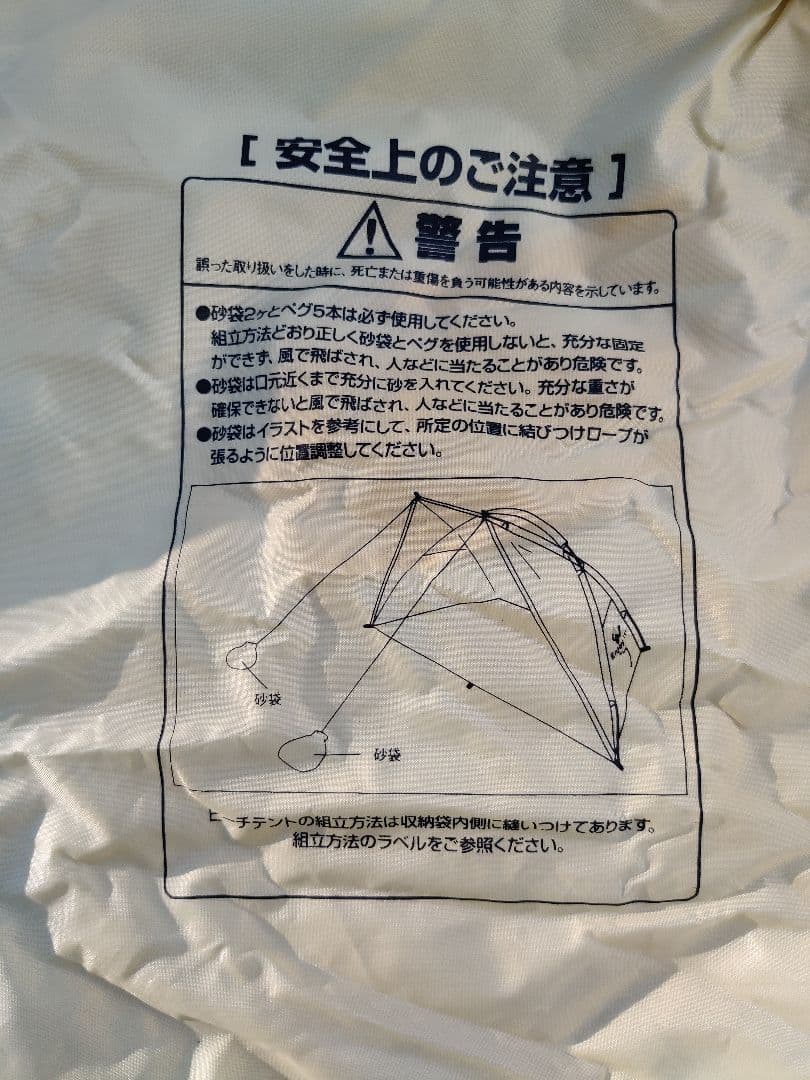 [ 安全上のご注意 ]
警告
誤った取り扱いをした時に、死亡または重傷を負う可能性がある内容を示しています。
●砂袋2ヶとペグ5本は必ず使用してください。
組立方法どおり正しく砂袋とペグを使用しないと、充分な固定
ができず、風で飛ばされ、人などに当たることがあり危険です。
●砂袋は口元近くまで充分に砂を入れてください。充分な重さが
確保できないと風で飛ばされ、人などに当たることがあり危険です。
●砂袋はイラストを参考にして、所定の位置に結びつけロープが
張るように位置調整してください。
砂袋
砂袋
ビーチテントの組立方法は収納袋内側に縫いつけてあります。
組立方法のラベルをご参照ください。